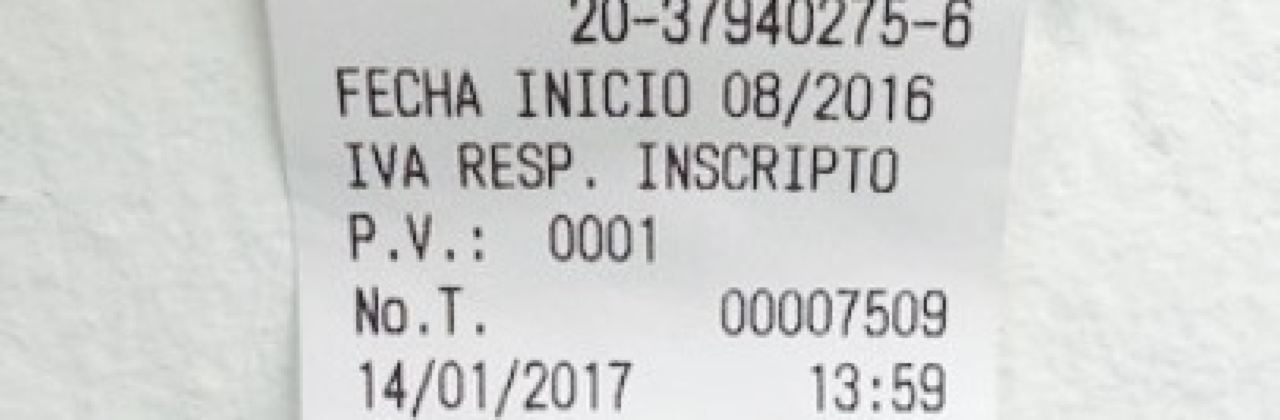 20-37940275-6
FECHA INICIO 08/2016
IVA RESP. INSCRIPTO
P.V.: 0001
No.T. 00007509
14/01/2017 13:59